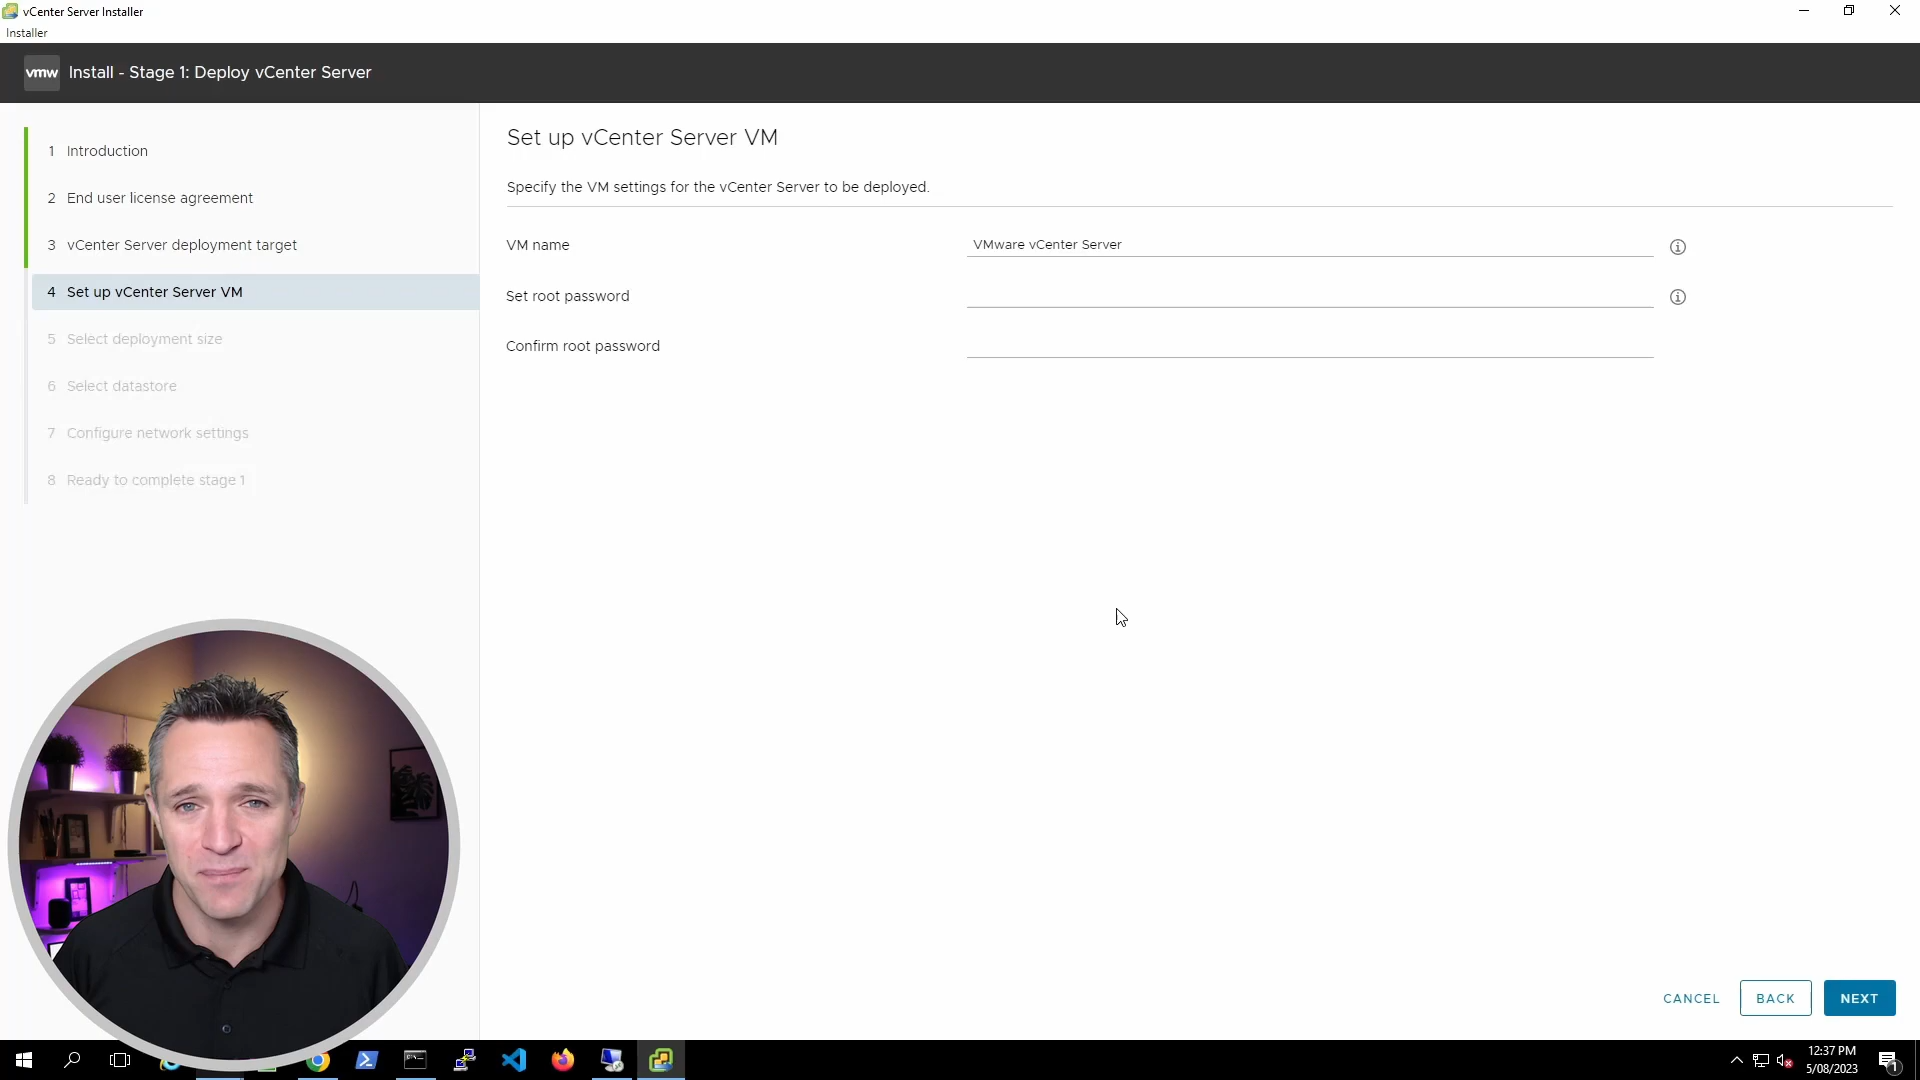 vCenter Server Installer
Installer
vmw Install - Stage 1: Deploy vCenter Server
1 Introduction
2 End user license agreement
3 vCenter Server deployment target
4 Set up vCenter Server VM
5 Select deployment size
6 Select datastore
7 Configure network settings
8 Ready to complete stage 1
Set up vCenter Server VM
Specify the VM settings for the vCenter Server to be deployed.
VM name VMware vCenter Server
Set root password
Confirm root password
CANCEL BACK NEXT
12:37 PM
5/08/2023
1